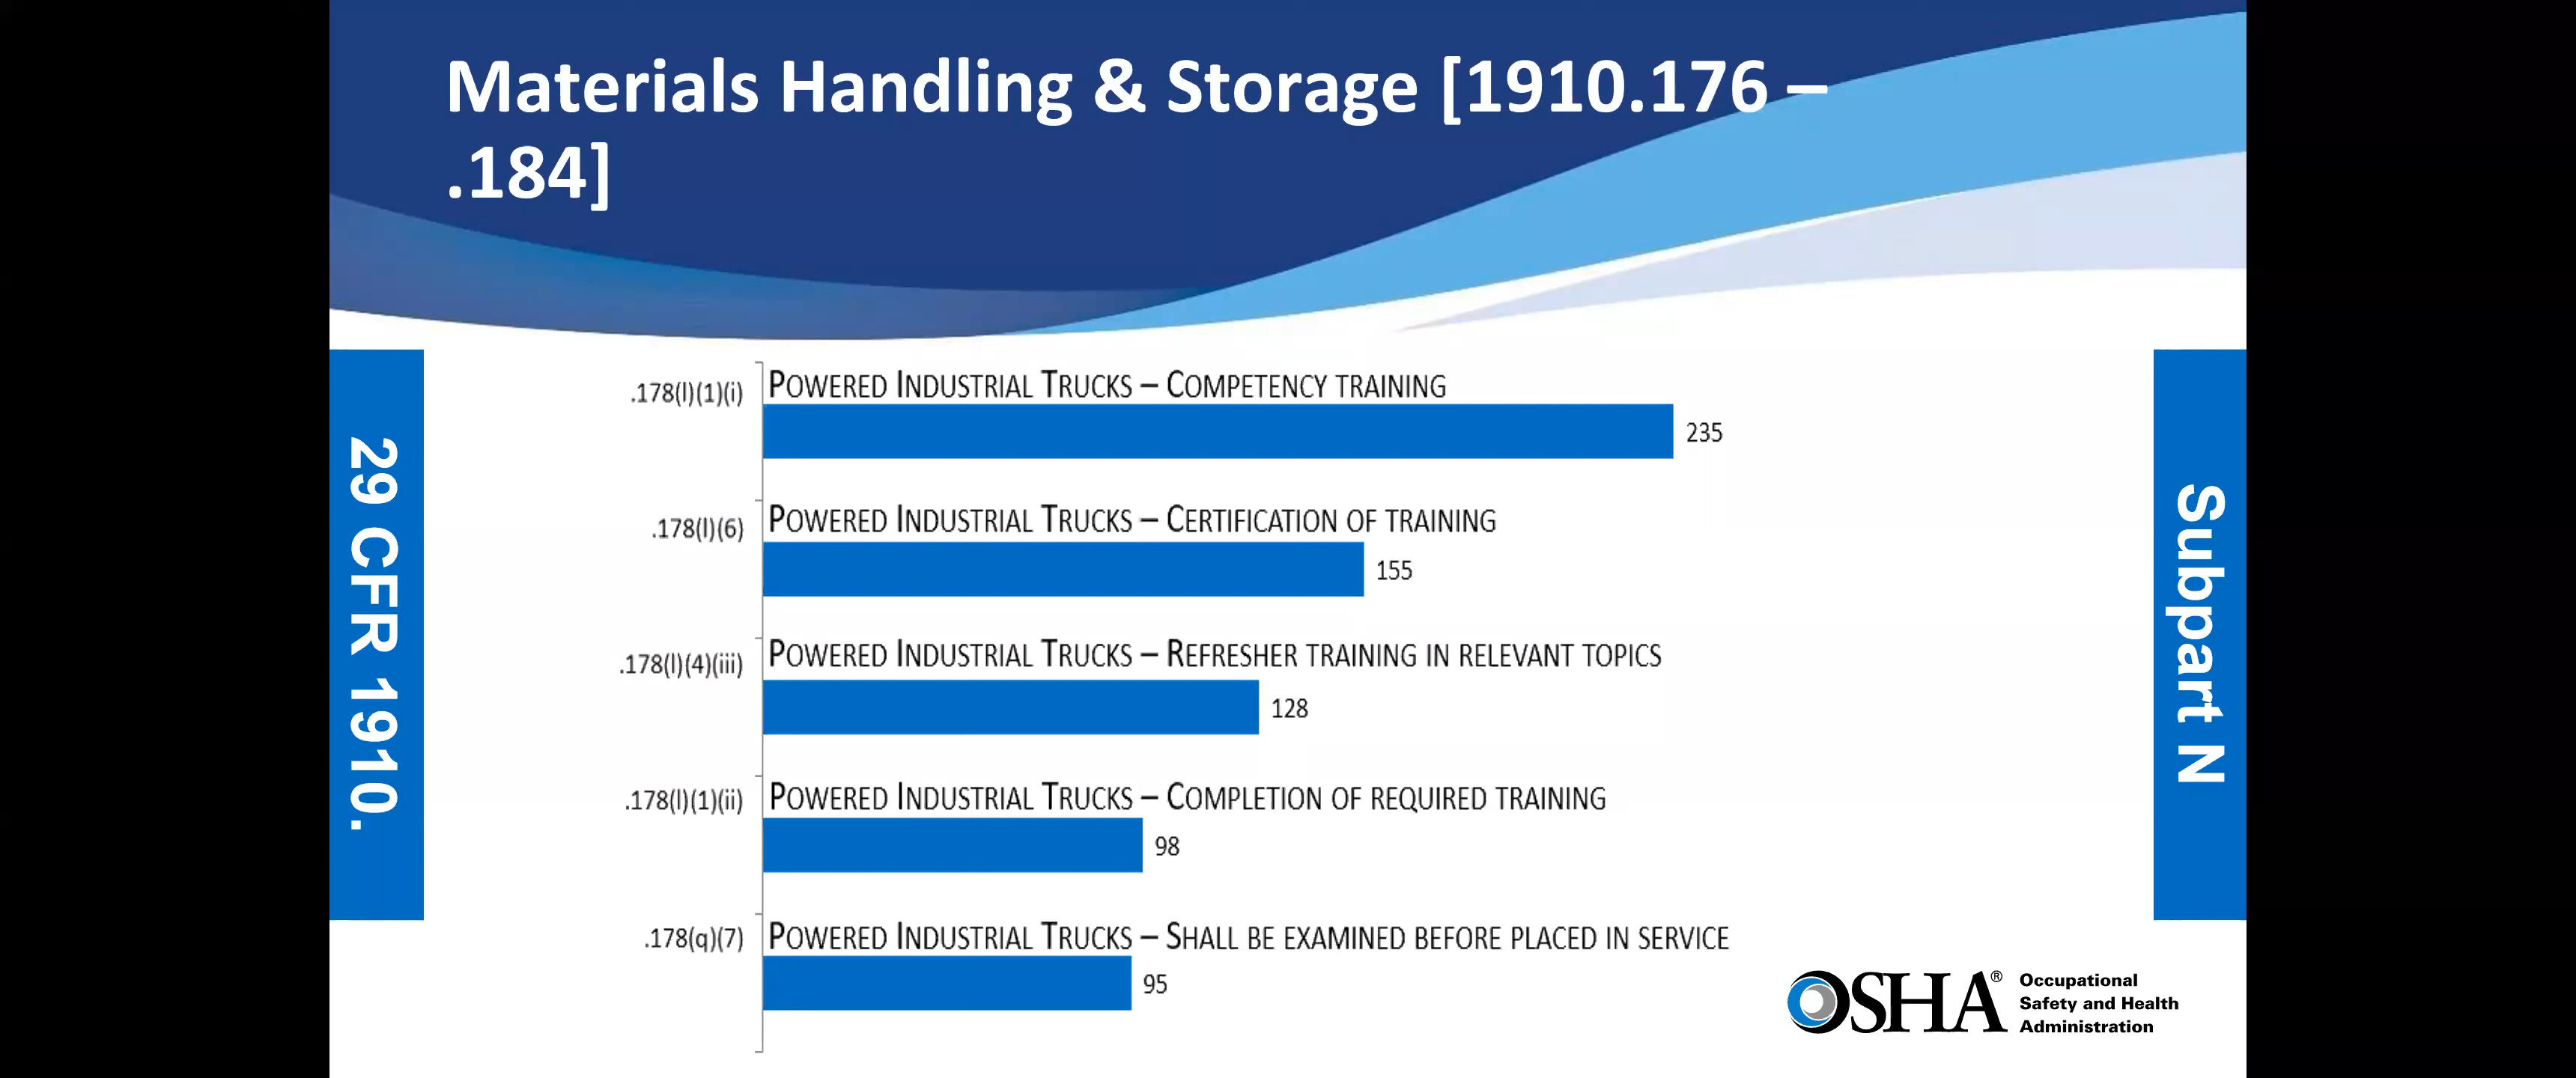 Materials Handling & Storage [1910.176 –
.184]
29 CFR 1910.
.178(l)(1)(i)
POWERED INDUSTRIAL TRUCKS – COMPETENCY TRAINING
235
.178(l)(6)
POWERED INDUSTRIAL TRUCKS – CERTIFICATION OF TRAINING
155
.178(l)(4)(iii)
POWERED INDUSTRIAL TRUCKS – REFRESHER TRAINING IN RELEVANT TOPICS
128
.178(l)(1)(ii)
POWERED INDUSTRIAL TRUCKS – COMPLETION OF REQUIRED TRAINING
98
.178(q)(7)
POWERED INDUSTRIAL TRUCKS – SHALL BE EXAMINED BEFORE PLACED IN SERVICE
95
Subpart N
OSHA®
Occupational
Safety and Health
Administration